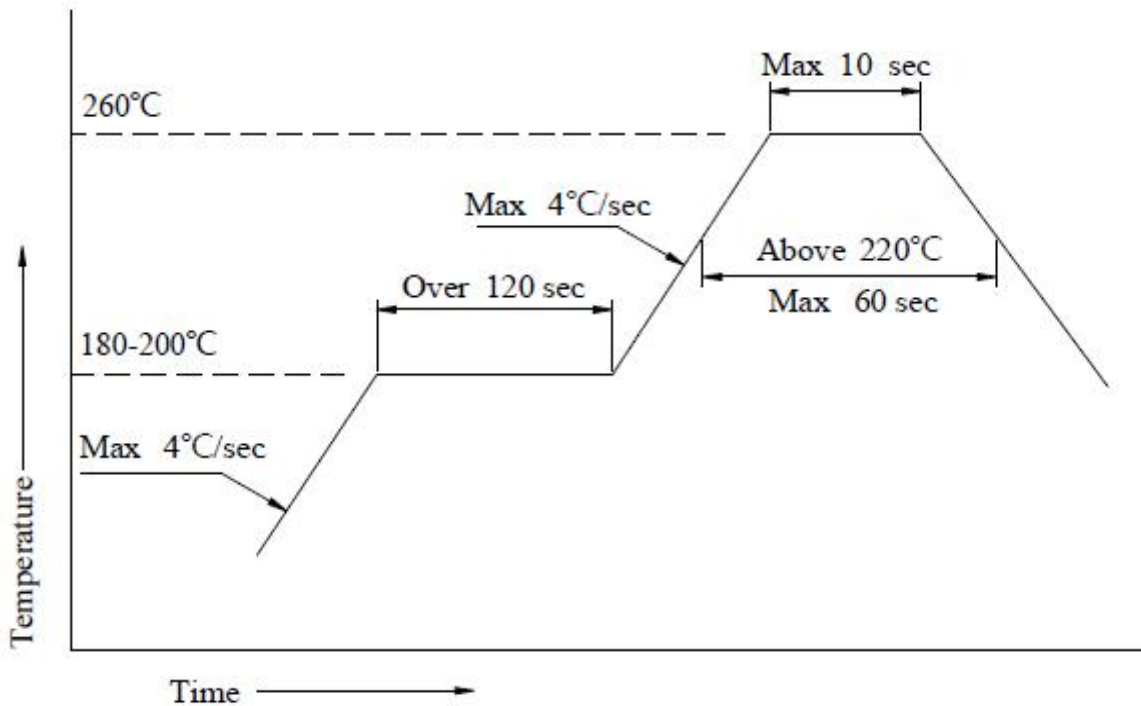 Max 10 sec
260℃
Max 4℃/sec
Above 220℃
Max 60 sec
Over 120 sec
180-200℃
Max 4℃/sec
Temperature
Time